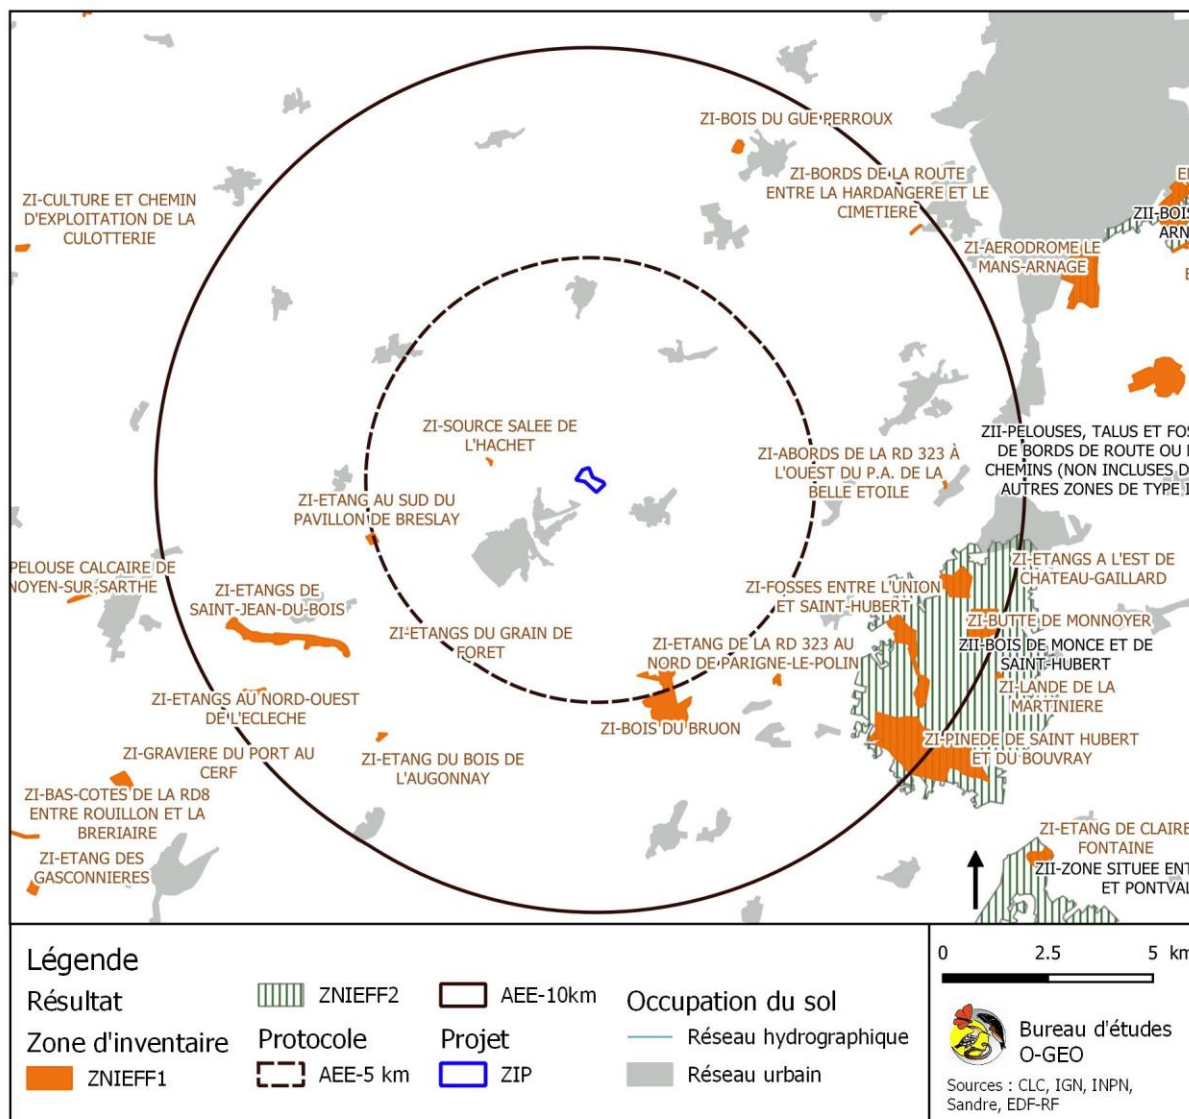 ZI-BOIS DU GUE PERROUX
ZI-BORDS DE LA ROUTE
ENTRE LA HARDANGERE ET LE
CIMETIERE
ZI-CULTURE ET CHEMIN
D'EXPLOITATION DE LA
CULOTTERIE
ZII-BOIS
ARN
ZI-AERODROME LE
MANS-ARNAGE
ZI-SOURCE SALEE DE
L'HACHET
ZII-PELOUSES, TALUS ET FOS
DE BORDS DE ROUTE OU
CHEMINS (NON INCLUSES D
AUTRES ZONES DE TYPE I
ZI-ABORDS DE LA RD 323 À
L'OUEST DU P.A. DE LA
BELLE ETOILE
ZI-ETANG AU SUD DU
PAVILLON DE BRESLAY
PELOUSE CALCAIRE DE
NOYEN-SUR-SARTHE
ZI-ETANGS DE
SAINT-JEAN-DU-BOIS
ZI-ETANGS A L'EST DE
CHATEAU-GAILLARD
ZI-FOSSES ENTRE L'UNION
ET SAINT-HUBERT
ZI-BUTTE DE MONNOYER
ZI-ETANGS DU GRAIN DE
FORET
ZI-ETANG DE LA RD 323 AU
NORD DE PARIGNE-LE-POLIN
ZII-BOIS DE MONCE ET DE
SAINT-HUBERT
ZI-LANDE DE LA
MARTINIERE
ZI-ETANGS AU NORD-OUEST
DE L'ECLECHE
ZI-BOIS DU BRUON
ZI-PINEDE DE SAINT HUBERT
ET DU BOUVRAY
ZI-GRAVIERE DU PORT AU
CERF
ZI-ETANG DU BOIS DE
L'AUGONNAY
ZI-BAS-COTES DE LA RD8
ENTRE ROUILLON ET LA
BRERIAIRE
ZI-ETANG DES
GASCONNIERES
ZI-ETANG DE CLAIRE
FONTAINE
ZII-ZONE SITUEE ENT
ET PONTVAL
Légende
Résultat
Zone d'inventaire
ZNIEFF1
ZNIEFF2
Protocole
AEE-5 km
AEE-10km
Projet
ZIP
Occupation du sol
Réseau hydrographique
Réseau urbain
0 2.5 5 km
Bureau d'études
O-GEO
Sources : CLC, IGN, INPN,
Sandre, EDF-RF